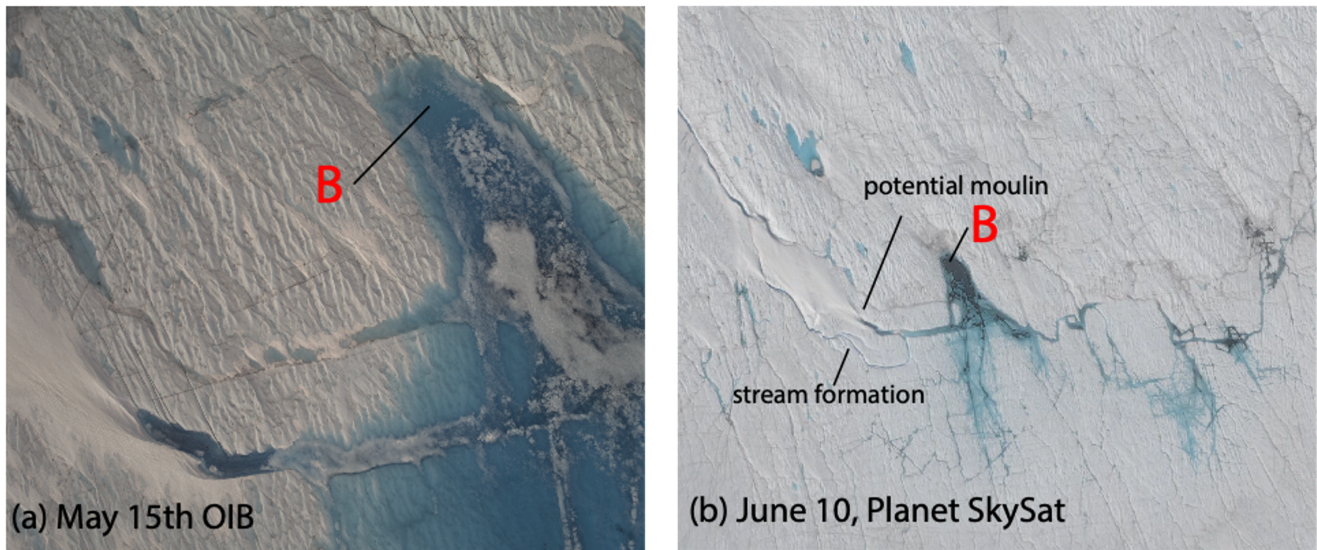 B
(a) May 15th OIB
potential moulin
B
stream formation
(b) June 10, Planet SkySat